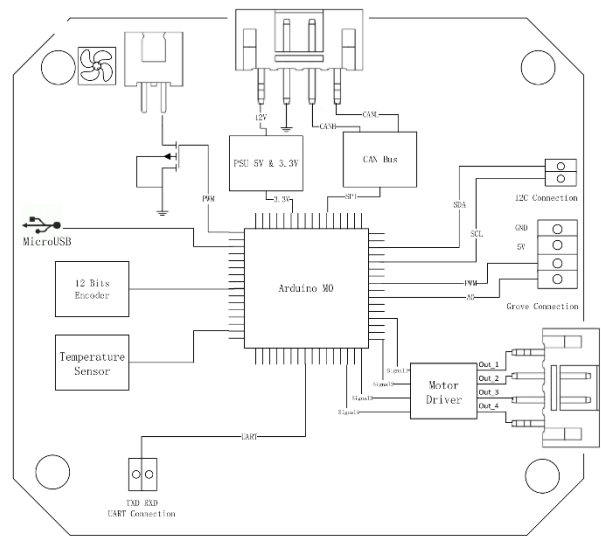 12V
CANL
CANH
PSU 5V & 3.3V
CAN Bus
3.3V
SPI
PWM
SDA
SCL
I2C Connection
MicroUSB
GND
5V
PWM
A5
Grove Connection
12 Bits
Encoder
Arduino M0
Temperature
Sensor
Motor
Driver
Out_1
Out_2
Out_3
Out_4
UART
TXD RXD
UART Connection